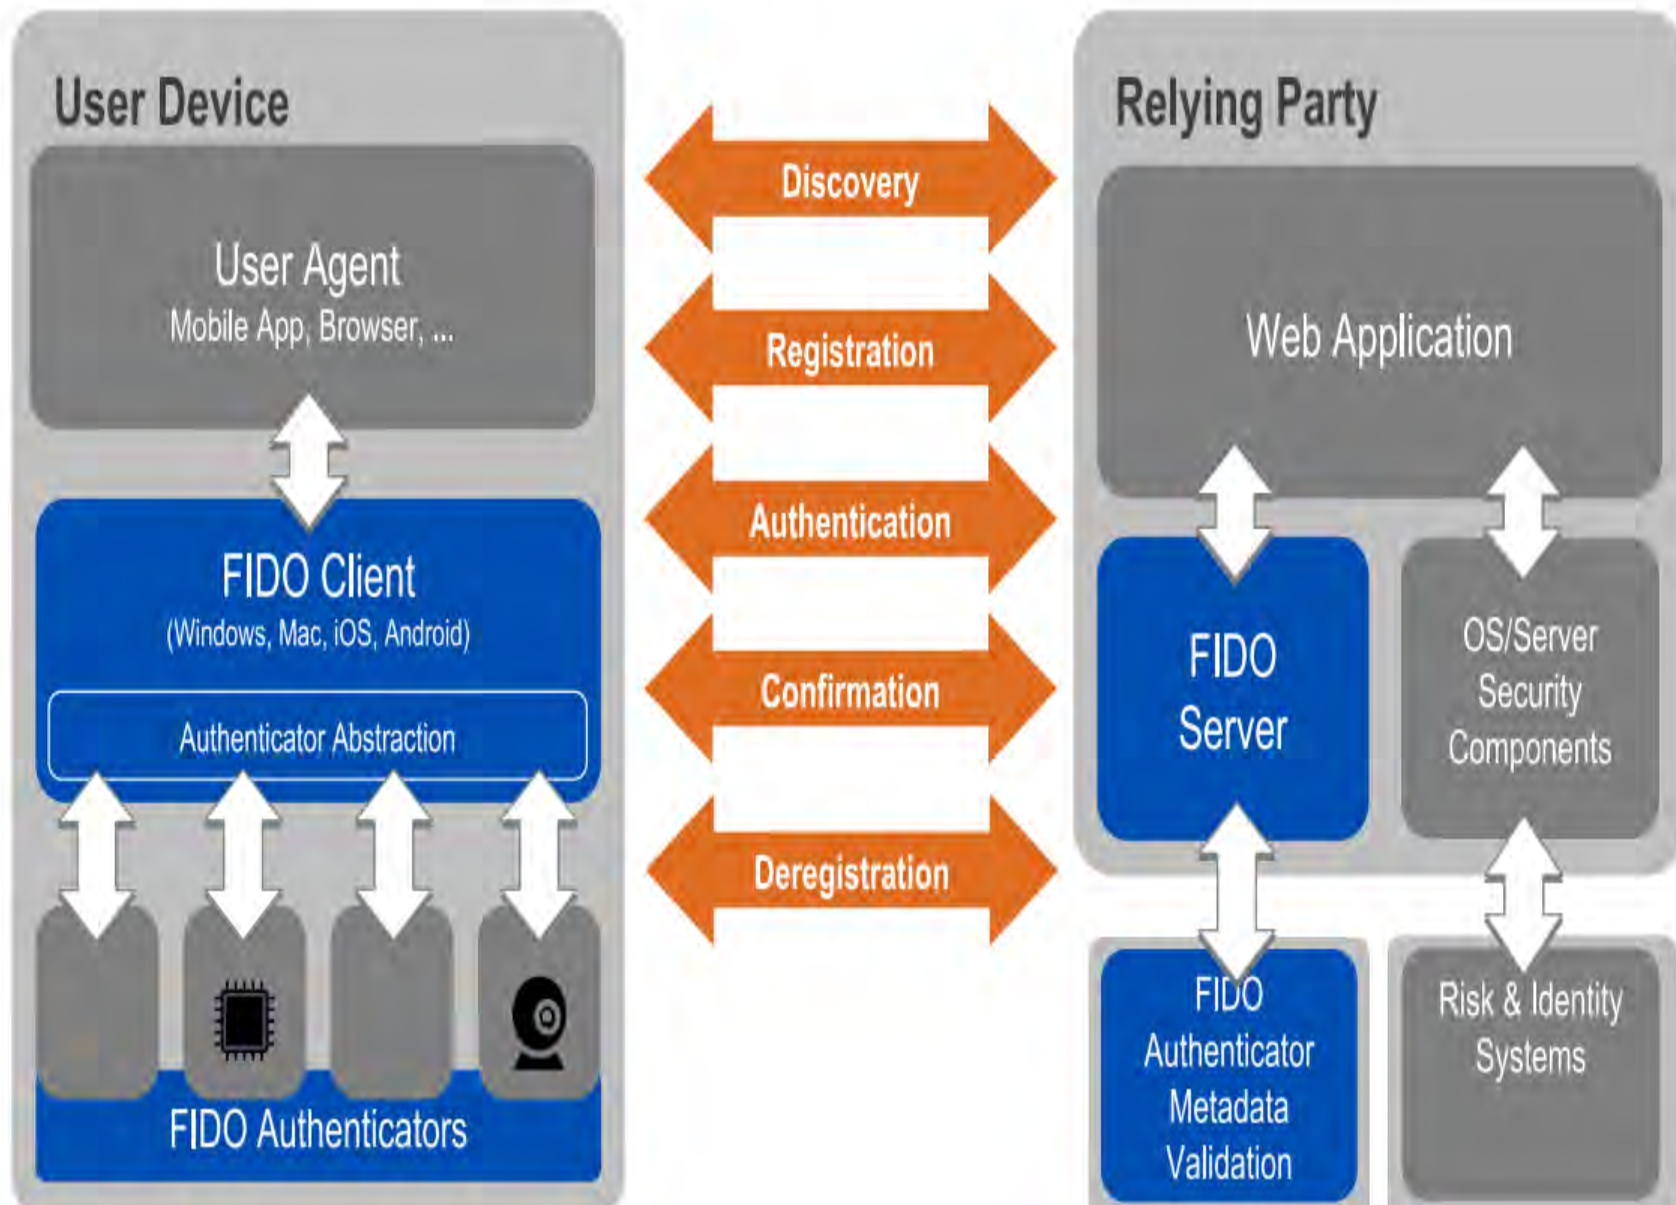 User Device
User Agent
Mobile App, Browser, ...
FIDO Client
(Windows, Mac, iOS, Android)
Authenticator Abstraction
FIDO Authenticators
Discovery
Registration
Authentication
Confirmation
Deregistration
Relying Party
Web Application
FIDO
Server
OS/Server
Security
Components
FIDO
Authenticator
Metadata
Validation
Risk & Identity
Systems